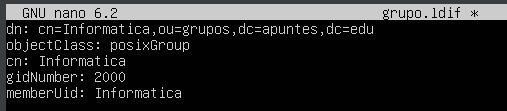 GNU nano 6.2 grupo.ldif *
dn: cn=Informatica,ou=grupos,dc=apuntes,dc=edu
objectClass: posixGroup
cn: Informatica
gidNumber: 2000
memberUid: Informatica